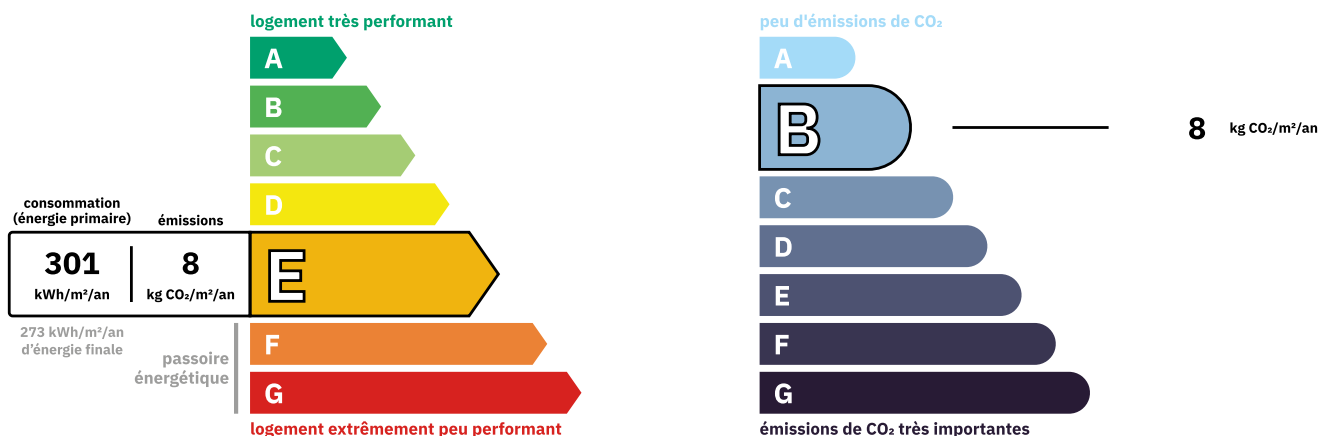 logement très performant
A
B
C
D
consommation
(énergie primaire)
émissions
301
kWh/m²/an
8
kg CO₂/m²/an
E
273 kWh/m²/an
d'énergie finale
passoire
énergétique
F
G
logement extrêmement peu performant
peu d'émissions de CO₂
A
B
8 kg CO₂/m²/an
C
D
E
F
G
émissions de CO₂ très importantes